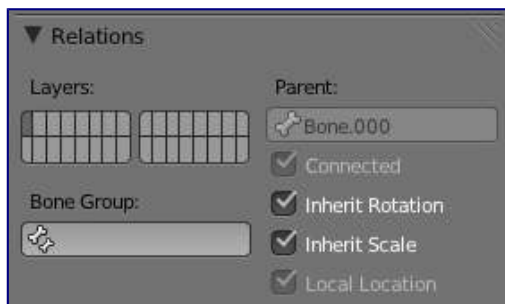 Relations
Layers:
Parent:
Bone.000
Connected
Bone Group:
Inherit Rotation
Inherit Scale
Local Location